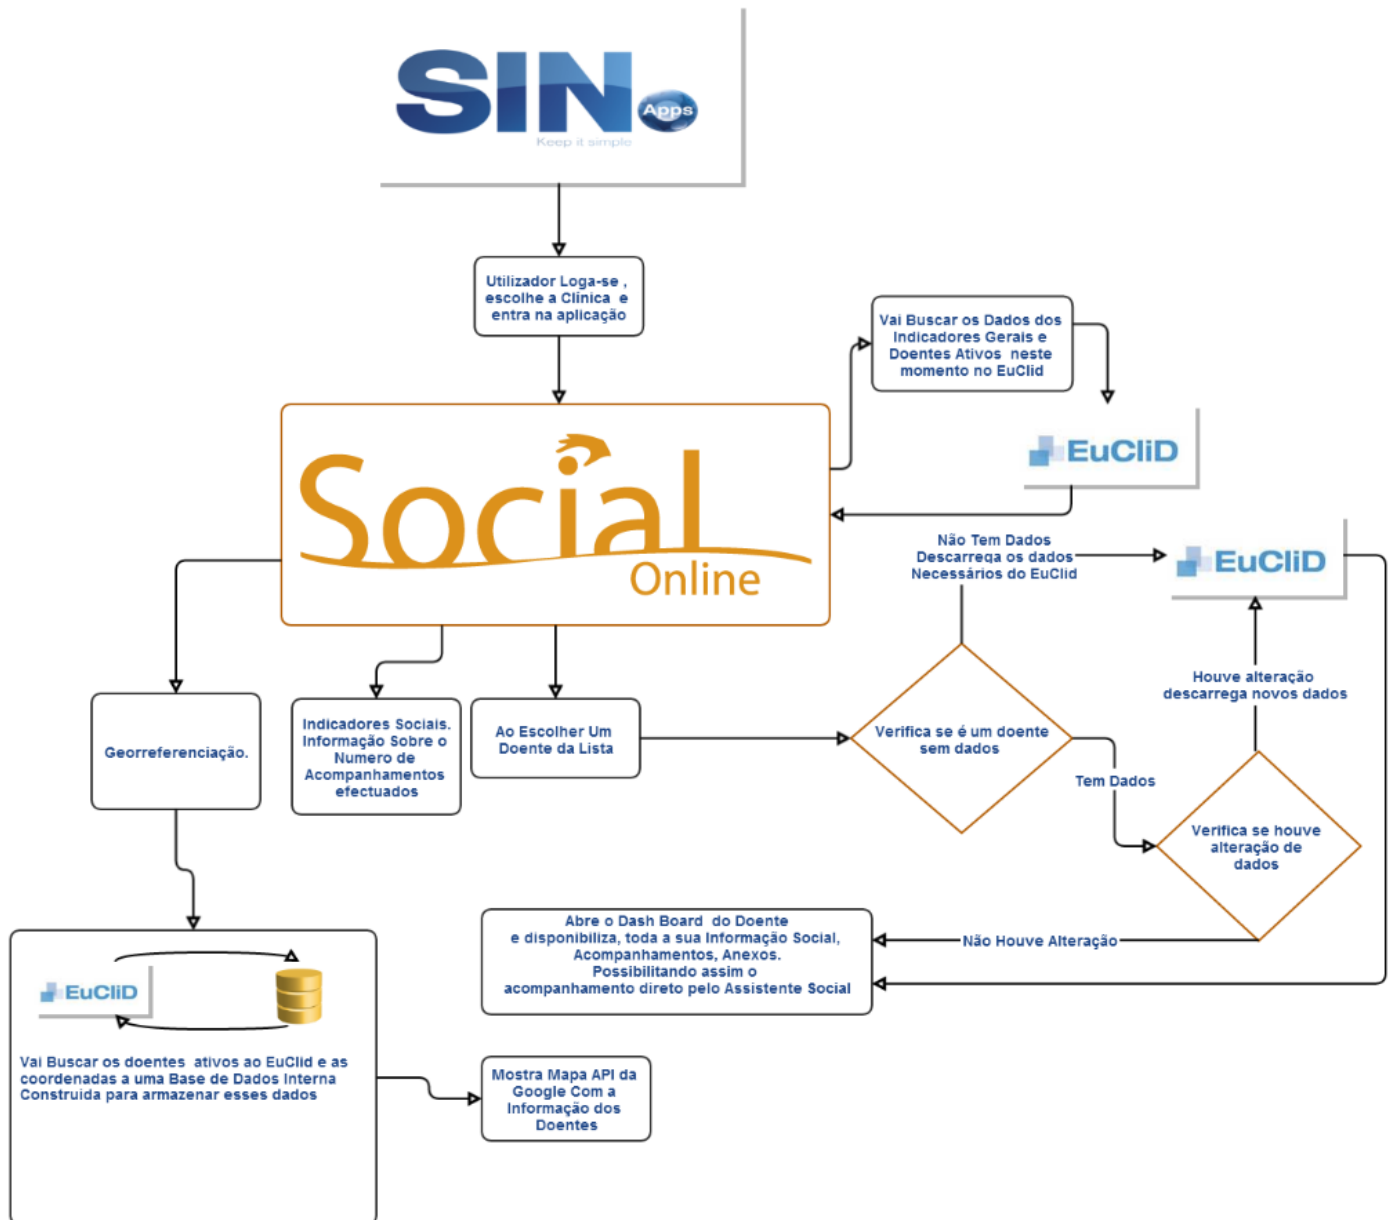 SIN
Apps
Keep it simple
Utilizador Loga-se ,
escolhe a Clínica e
entra na aplicação
Vai Buscar os Dados dos
Indicadores Gerais e
Doentes Ativos neste
momento no EuClid
EuCliD
Social
Online
Não Tem Dados
Descarrega os dados
Necessários do EuClid
EuCliD
Houve alteração
descarrega novos dados
Georreferenciação.
Indicadores Sociais.
Informação Sobre o
Numero de
Acompanhamentos
efectuados
Ao Escolher Um
Doente da Lista
Verifica se é um doente
sem dados
Tem Dados
Verifica se houve
alteração de
dados
Abre o Dash Board do Doente
e disponibiliza, toda a sua Informação Social,
Acompanhamentos, Anexos.
Possibilitando assim o
acompanhamento direto pelo Assistente Social
Não Houve Alteração
EuCliD
Vai Buscar os doentes ativos ao EuClid e as
coordenadas a uma Base de Dados Interna
Construida para armazenar esses dados
Mostra Mapa API da
Google Com a
Informação dos
Doentes